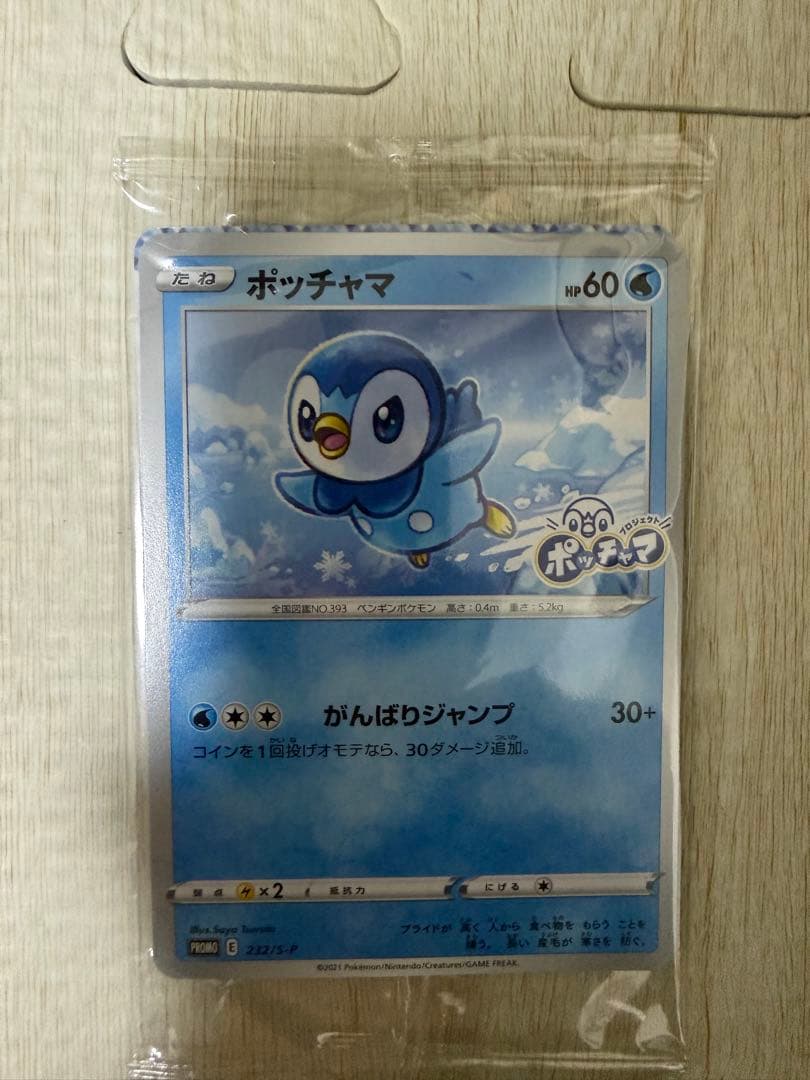 たね ポッチャマ HP60
プロジェクト
ポッチャマ
全国図鑑NO.393 ペンギンポケモン 高さ:0.4m 重さ:5.2kg
がんばりジャンプ 30+
コインを1回投げオモテなら、30ダメージ追加。
弱点 ×2 抵抗力 にげる
Illus. Saya Tsuruta
プライドが 高く 人から 食べ物を もらう ことを
嫌う。長い 産毛が 寒さを 防ぐ。
PROMO E 232/S-P
©2021 Pokémon/Nintendo/Creatures/GAME FREAK.